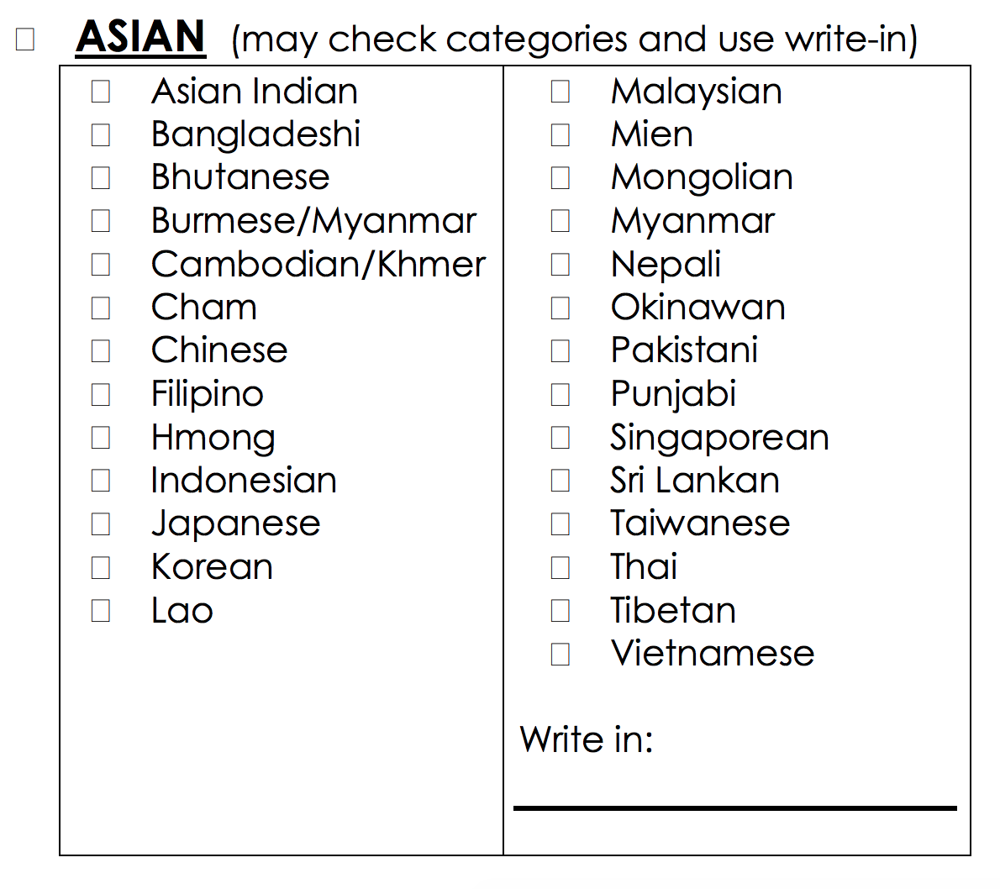 ASIAN (may check categories and use write-in)
Asian Indian
Bangladeshi
Bhutanese
Burmese/Myanmar
Cambodian/Khmer
Cham
Chinese
Filipino
Hmong
Indonesian
Japanese
Korean
Lao
Malaysian
Mien
Mongolian
Myanmar
Nepali
Okinawan
Pakistani
Punjabi
Singaporean
Sri Lankan
Taiwanese
Thai
Tibetan
Vietnamese
Write in: